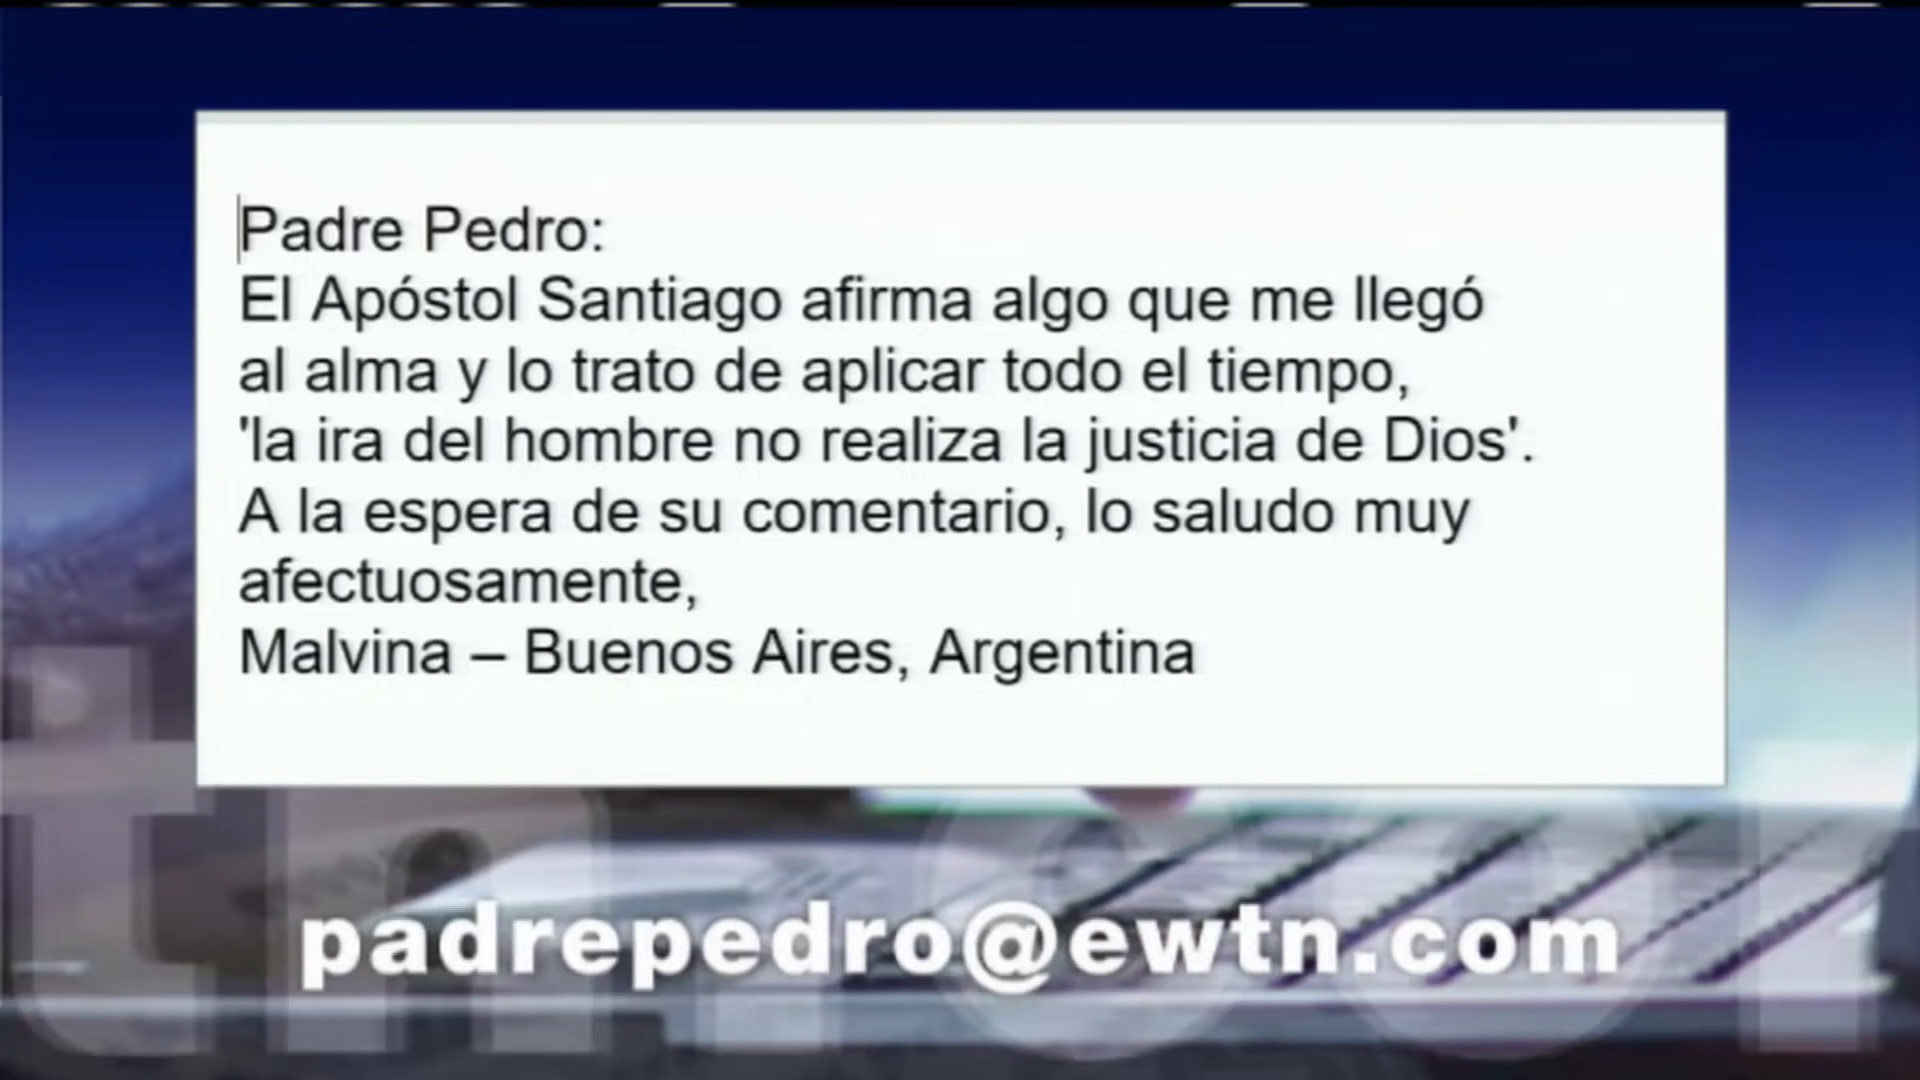 Padre Pedro:
El Apóstol Santiago afirma algo que me llegó
al alma y lo trato de aplicar todo el tiempo,
'la ira del hombre no realiza la justicia de Dios'.
A la espera de su comentario, lo saludo muy
afectuosamente,
Malvina – Buenos Aires, Argentina
padrepedro@ewtn.com